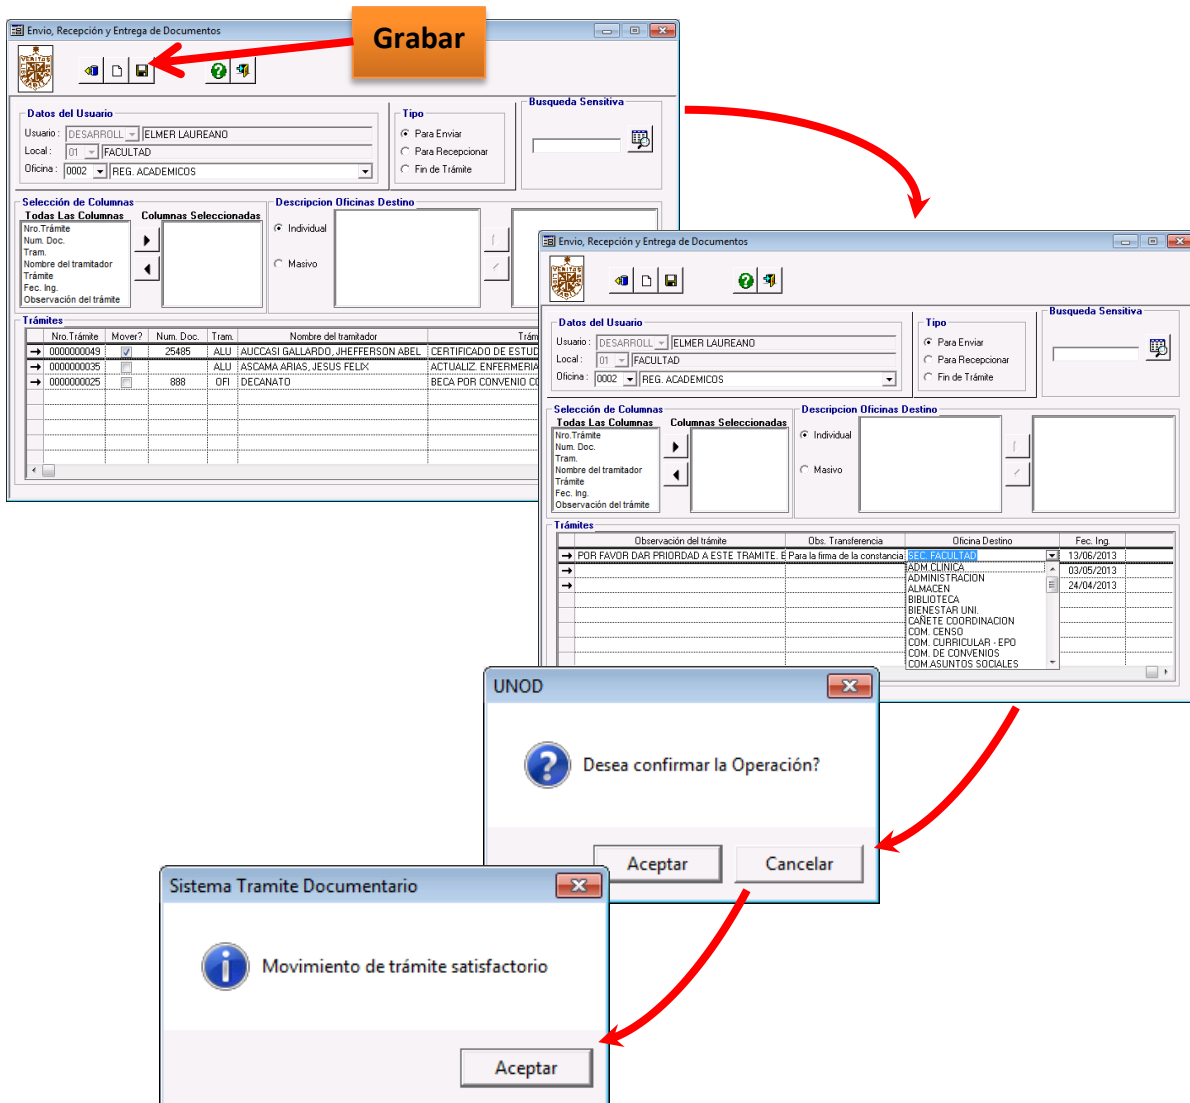 Envio, Recepción y Entrega de Documentos
Grabar
Datos del Usuario
Usuario : DESARROLL ELMER LAUREANO
Local : 01 FACULTAD
Oficina : 0002 REG. ACADEMICOS
Tipo
Para Enviar
Para Recepcionar
Fin de Trámite
Busqueda Sensitiva
Selección de Columnas
Todas Las Columnas Columnas Seleccionadas
Nro.Trámite
Num. Doc.
Tram.
Nombre del tramitador
Trámite
Fec. Ing.
Observación del trámite
Descripcion Oficinas Destino
Individual
Masivo
Trámites
Nro.Trámite Mover? Num. Doc. Tram. Nombre del tramitador Trám
0000000049 25485 ALU AUCCASI GALLARDO, JHEFFERSON ABEL CERTIFICADO DE ESTUD
0000000035 ALU ASCAMA ARIAS, JESUS FELIX ACTUALIZ. ENFERMERIA
0000000025 888 OFI DECANATO BECA POR CONVENIO CO
Envio, Recepción y Entrega de Documentos
Datos del Usuario
Usuario : DESARROLL ELMER LAUREANO
Local : 01 FACULTAD
Oficina : 0002 REG. ACADEMICOS
Tipo
Para Enviar
Para Recepcionar
Fin de Trámite
Busqueda Sensitiva
Selección de Columnas
Todas Las Columnas Columnas Seleccionadas
Nro.Trámite
Num. Doc.
Tram.
Nombre del tramitador
Trámite
Fec. Ing.
Observación del trámite
Descripcion Oficinas Destino
Individual
Masivo
Trámites
Observación del trámite Obs. Transferencia Oficina Destino Fec. Ing.
POR FAVOR DAR PRIORDAD A ESTE TRAMITE. E Para la firma de la constancia SEC. FACULTAD 13/06/2013
03/05/2013
24/04/2013
ADM.CLINICA
ADMINISTRACION
ALMACEN
BIBLIOTECA
BIENESTAR UNI.
CAÑETE COORDINACION
COM. CENSO
COM. CURRICULAR - EPO
COM. DE CONVENIOS
COM.ASUNTOS SOCIALES
UNOD
Desea confirmar la Operación?
Aceptar Cancelar
Sistema Tramite Documentario
Movimiento de trámite satisfactorio
Aceptar